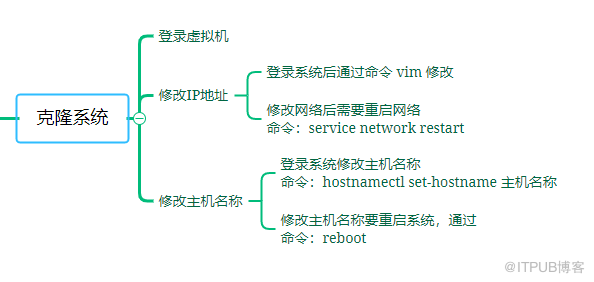 克隆系统
登录虚拟机
修改IP地址
登录系统后通过命令 vim 修改
修改网络后需要重启网络
命令：service network restart
修改主机名称
登录系统修改主机名称
命令：hostnamectl set-hostname 主机名称
修改主机名称要重启系统，通过
命令：reboot
@ITPUB博客